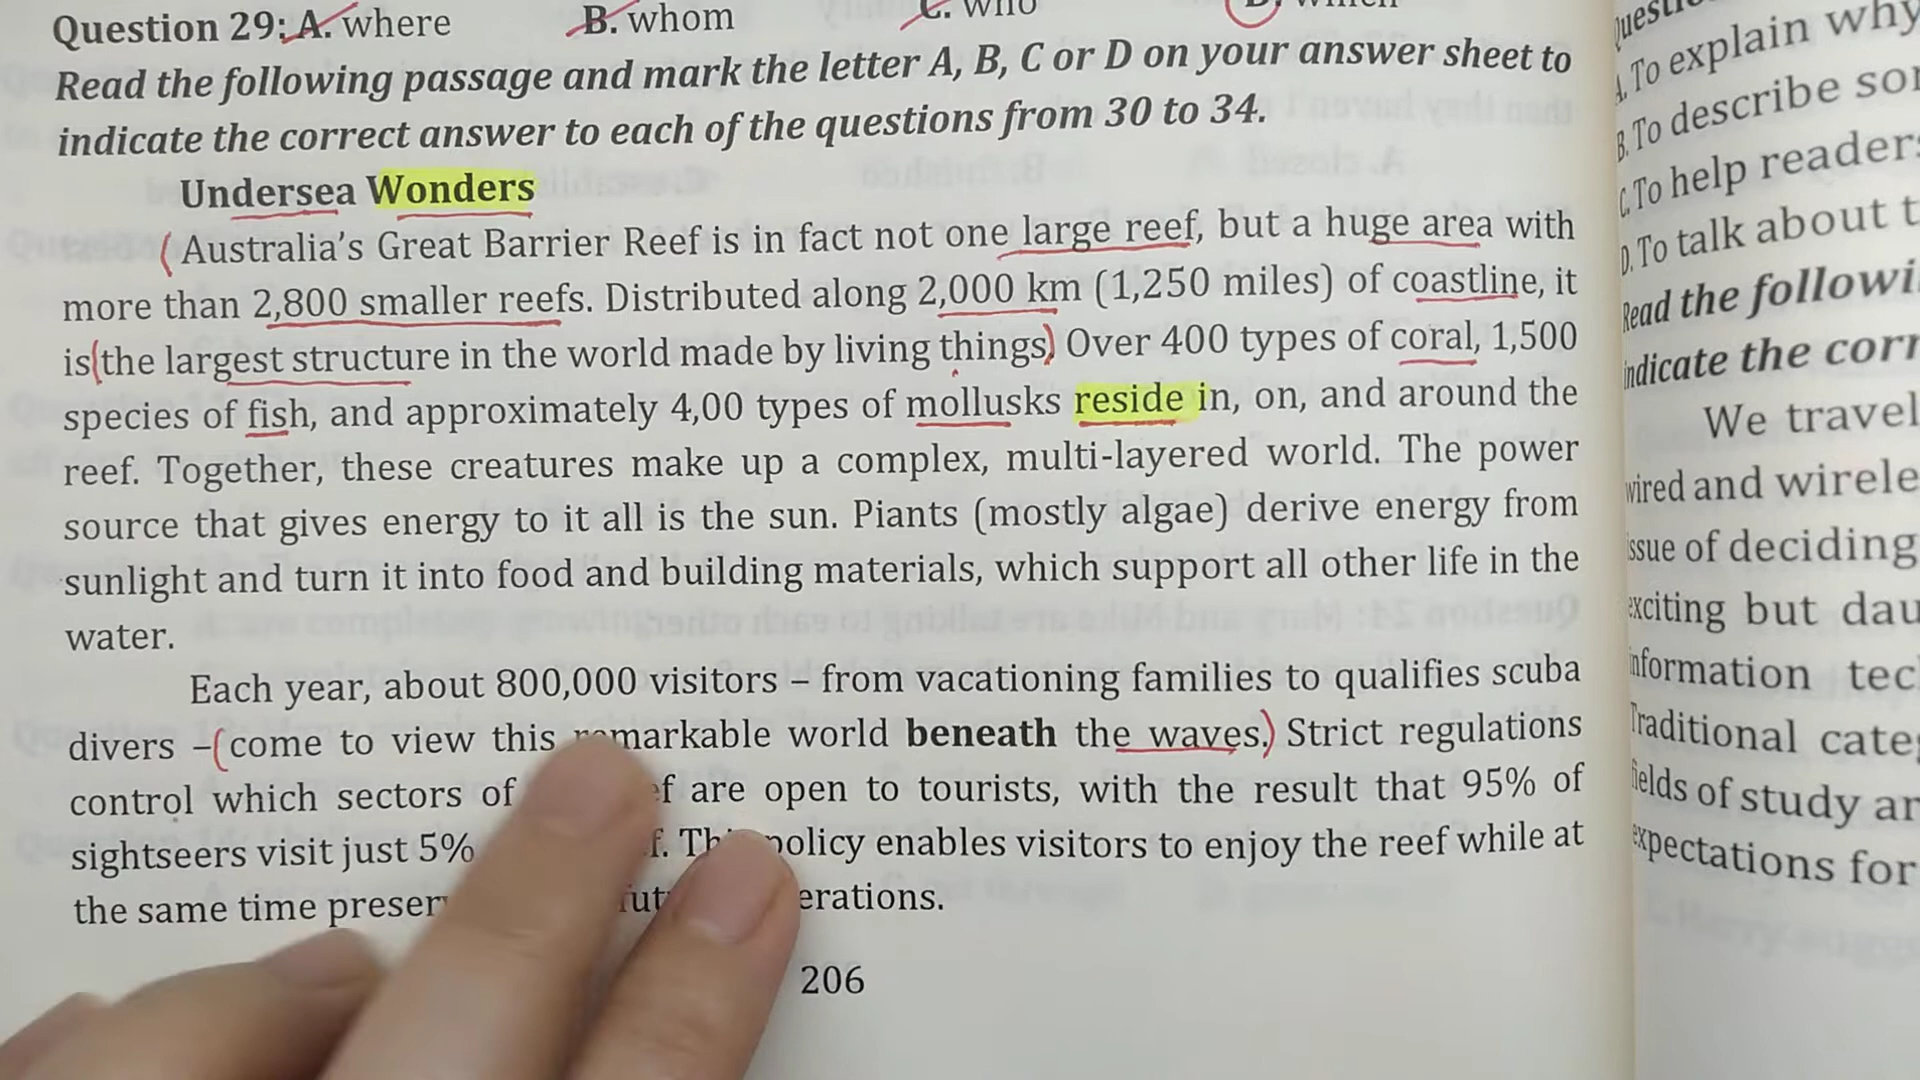 Question 29: A. where B. whom C. who D. which
Read the following passage and mark the letter A, B, C or D on your answer sheet to
indicate the correct answer to each of the questions from 30 to 34.
Undersea Wonders
Australia's Great Barrier Reef is in fact not one large reef, but a huge area with
more than 2,800 smaller reefs. Distributed along 2,000 km (1,250 miles) of coastline, it
is the largest structure in the world made by living things. Over 400 types of coral, 1,500
species of fish, and approximately 4,00 types of mollusks reside in, on, and around the
reef. Together, these creatures make up a complex, multi-layered world. The power
source that gives energy to it all is the sun. Piants (mostly algae) derive energy from
sunlight and turn it into food and building materials, which support all other life in the
water.
Each year, about 800,000 visitors – from vacationing families to qualifies scuba
divers – come to view this remarkable world beneath the waves. Strict regulations
control which sectors of are open to tourists, with the result that 95% of
sightseers visit just 5% policy enables visitors to enjoy the reef while at
the same time
206
A. To explain why
B. To describe
C. To help
D. To talk about
Read the
indicate the
We travel
wired and
issue of deciding
exciting but
information
Traditional
fields of study
expectations for